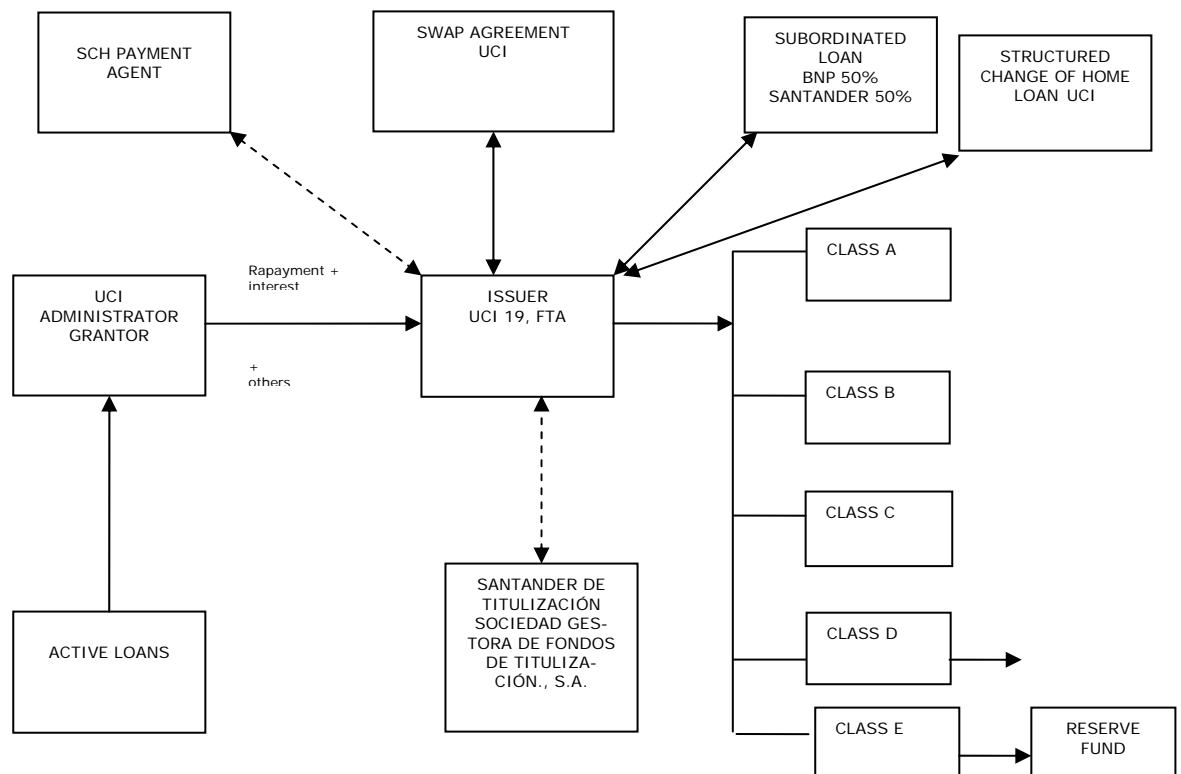 SCH PAYMENT
AGENT
SWAP AGREEMENT
UCI
SUBORDINATED
LOAN
BNP 50%
SANTANDER 50%
STRUCTURED
CHANGE OF HOME
LOAN UCI
UCI
ADMINISTRATOR
GRANTOR
Rapayment +
interest
+
others
ISSUER
UCI 19, FTA
CLASS A
CLASS B
CLASS C
CLASS D
CLASS E
RESERVE
FUND
ACTIVE LOANS
SANTANDER DE
TITULIZACIÓN
SOCIEDAD GES-
TORA DE FONDOS
DE TITULIZA-
CIÓN., S.A.